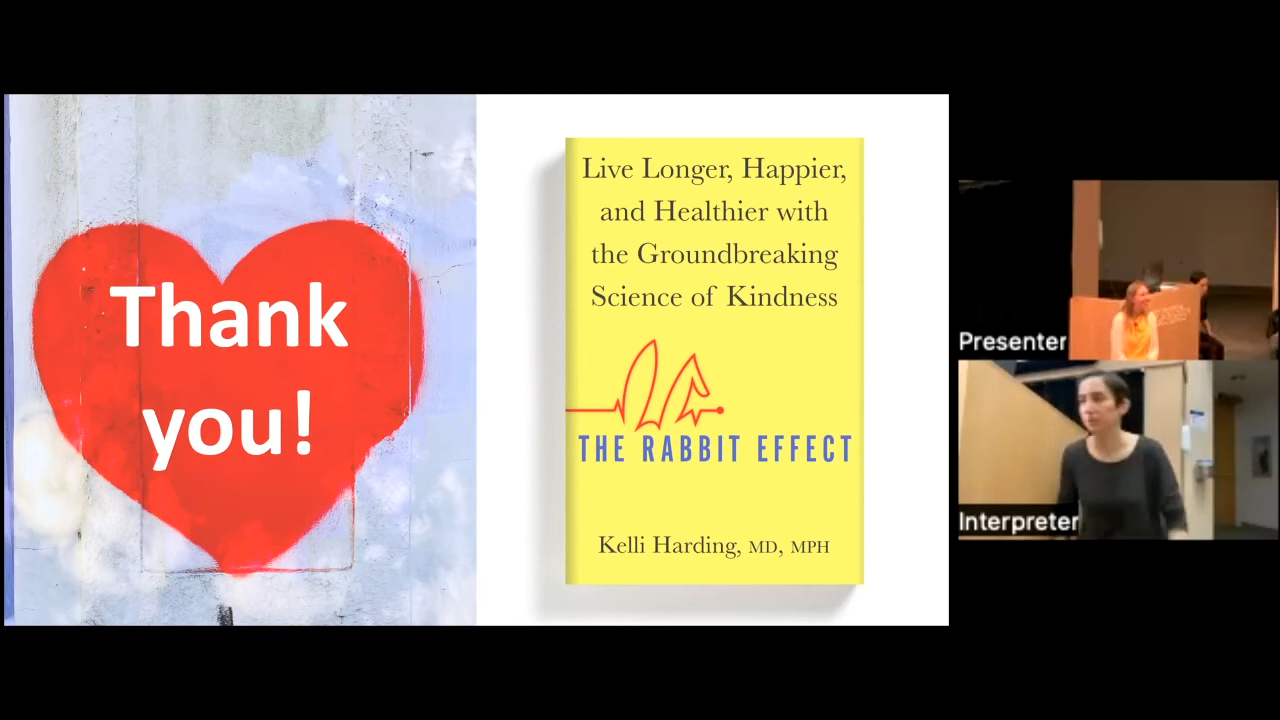 Thank
you!
Live Longer, Happier,
and Healthier with
the Groundbreaking
Science of Kindness
THE RABBIT EFFECT
Kelli Harding, MD, MPH
Presenter
Interpreter